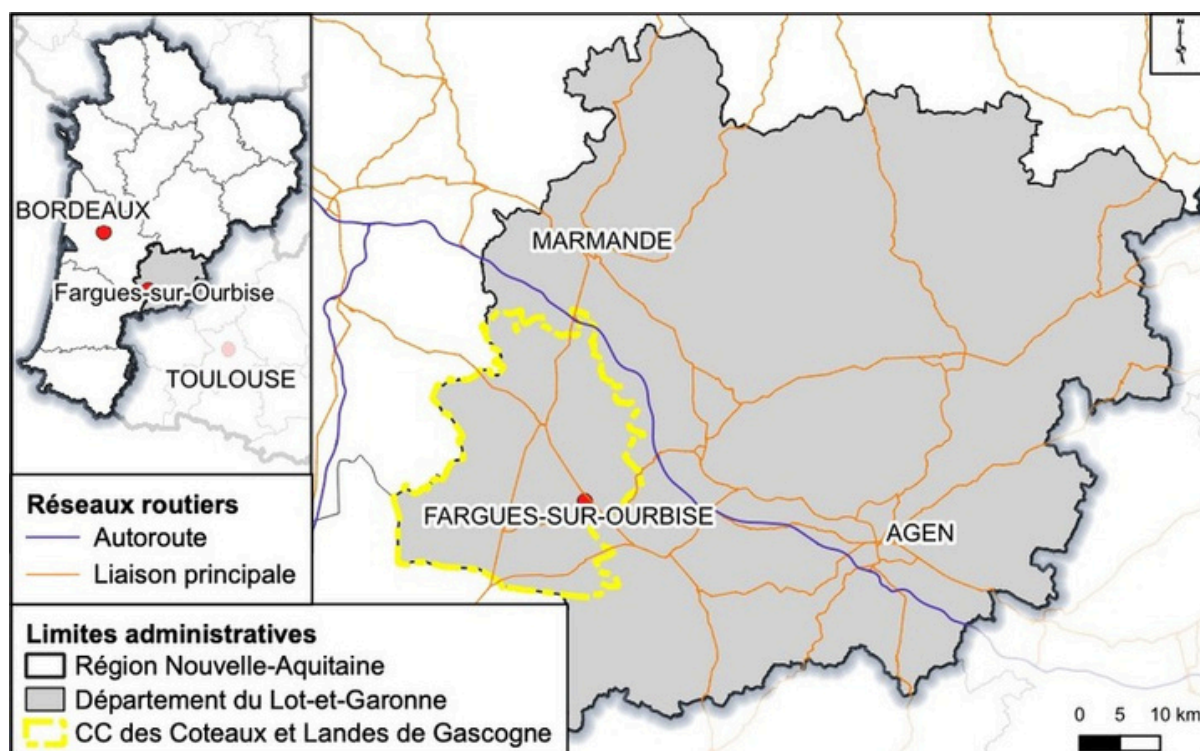 BORDEAUX
Fargues-sur-Ourbise
TOULOUSE
Réseaux routiers
Autoroute
Liaison principale
Limites administratives
Région Nouvelle-Aquitaine
Département du Lot-et-Garonne
CC des Coteaux et Landes de Gascogne
N
MARMANDE
FARGUES-SUR-OURBISE
AGEN
0 5 10 km